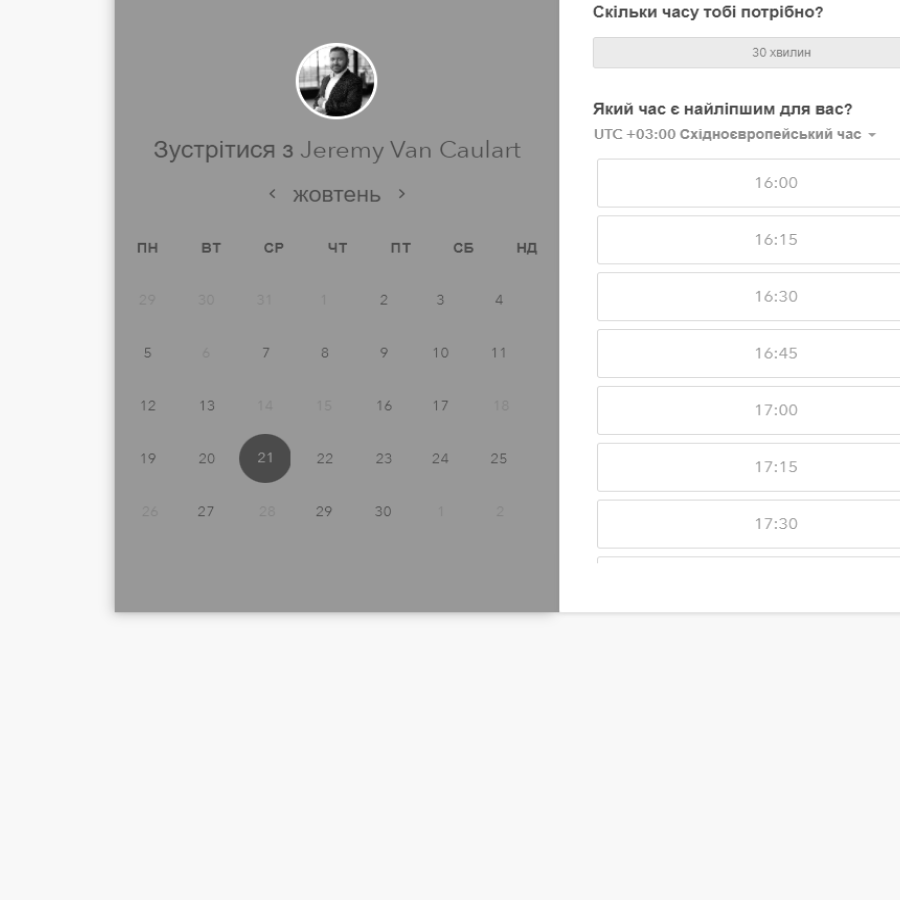 Зустрітися з Jeremy Van Caulart
жовтень
ПН ВТ СР ЧТ ПТ СБ НД
29 30 31 1 2 3 4
5 6 7 8 9 10 11
12 13 14 15 16 17 18
19 20 21 22 23 24 25
26 27 28 29 30 1 2
Скільки часу тобі потрібно?
30 хвилин
Який час є найліпшим для вас?
UTC +03:00 Східноєвропейський час
16:00
16:15
16:30
16:45
17:00
17:15
17:30